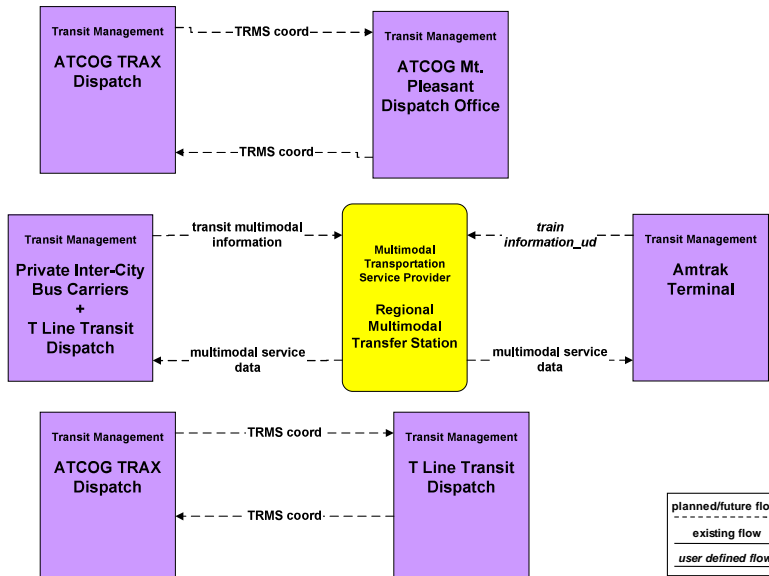 Transit Management
ATCOG TRAX
Dispatch
TRMS coord
TRMS coord
Transit Management
ATCOG Mt.
Pleasant
Dispatch Office
Transit Management
Private Inter-City
Bus Carriers
+
T Line Transit
Dispatch
transit multimodal
information
multimodal service
data
Multimodal
Transportation
Service Provider
Regional
Multimodal
Transfer Station
train
information_ud
multimodal service
data
Transit Management
Amtrak
Terminal
Transit Management
ATCOG TRAX
Dispatch
TRMS coord
TRMS coord
Transit Management
T Line Transit
Dispatch
planned/future flo
existing flow
user defined flow